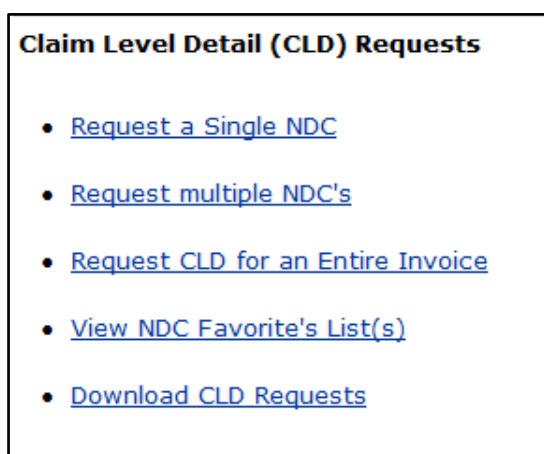 Claim Level Detail (CLD) Requests
Request a Single NDC
Request multiple NDC's
Request CLD for an Entire Invoice
View NDC Favorite's List(s)
Download CLD Requests